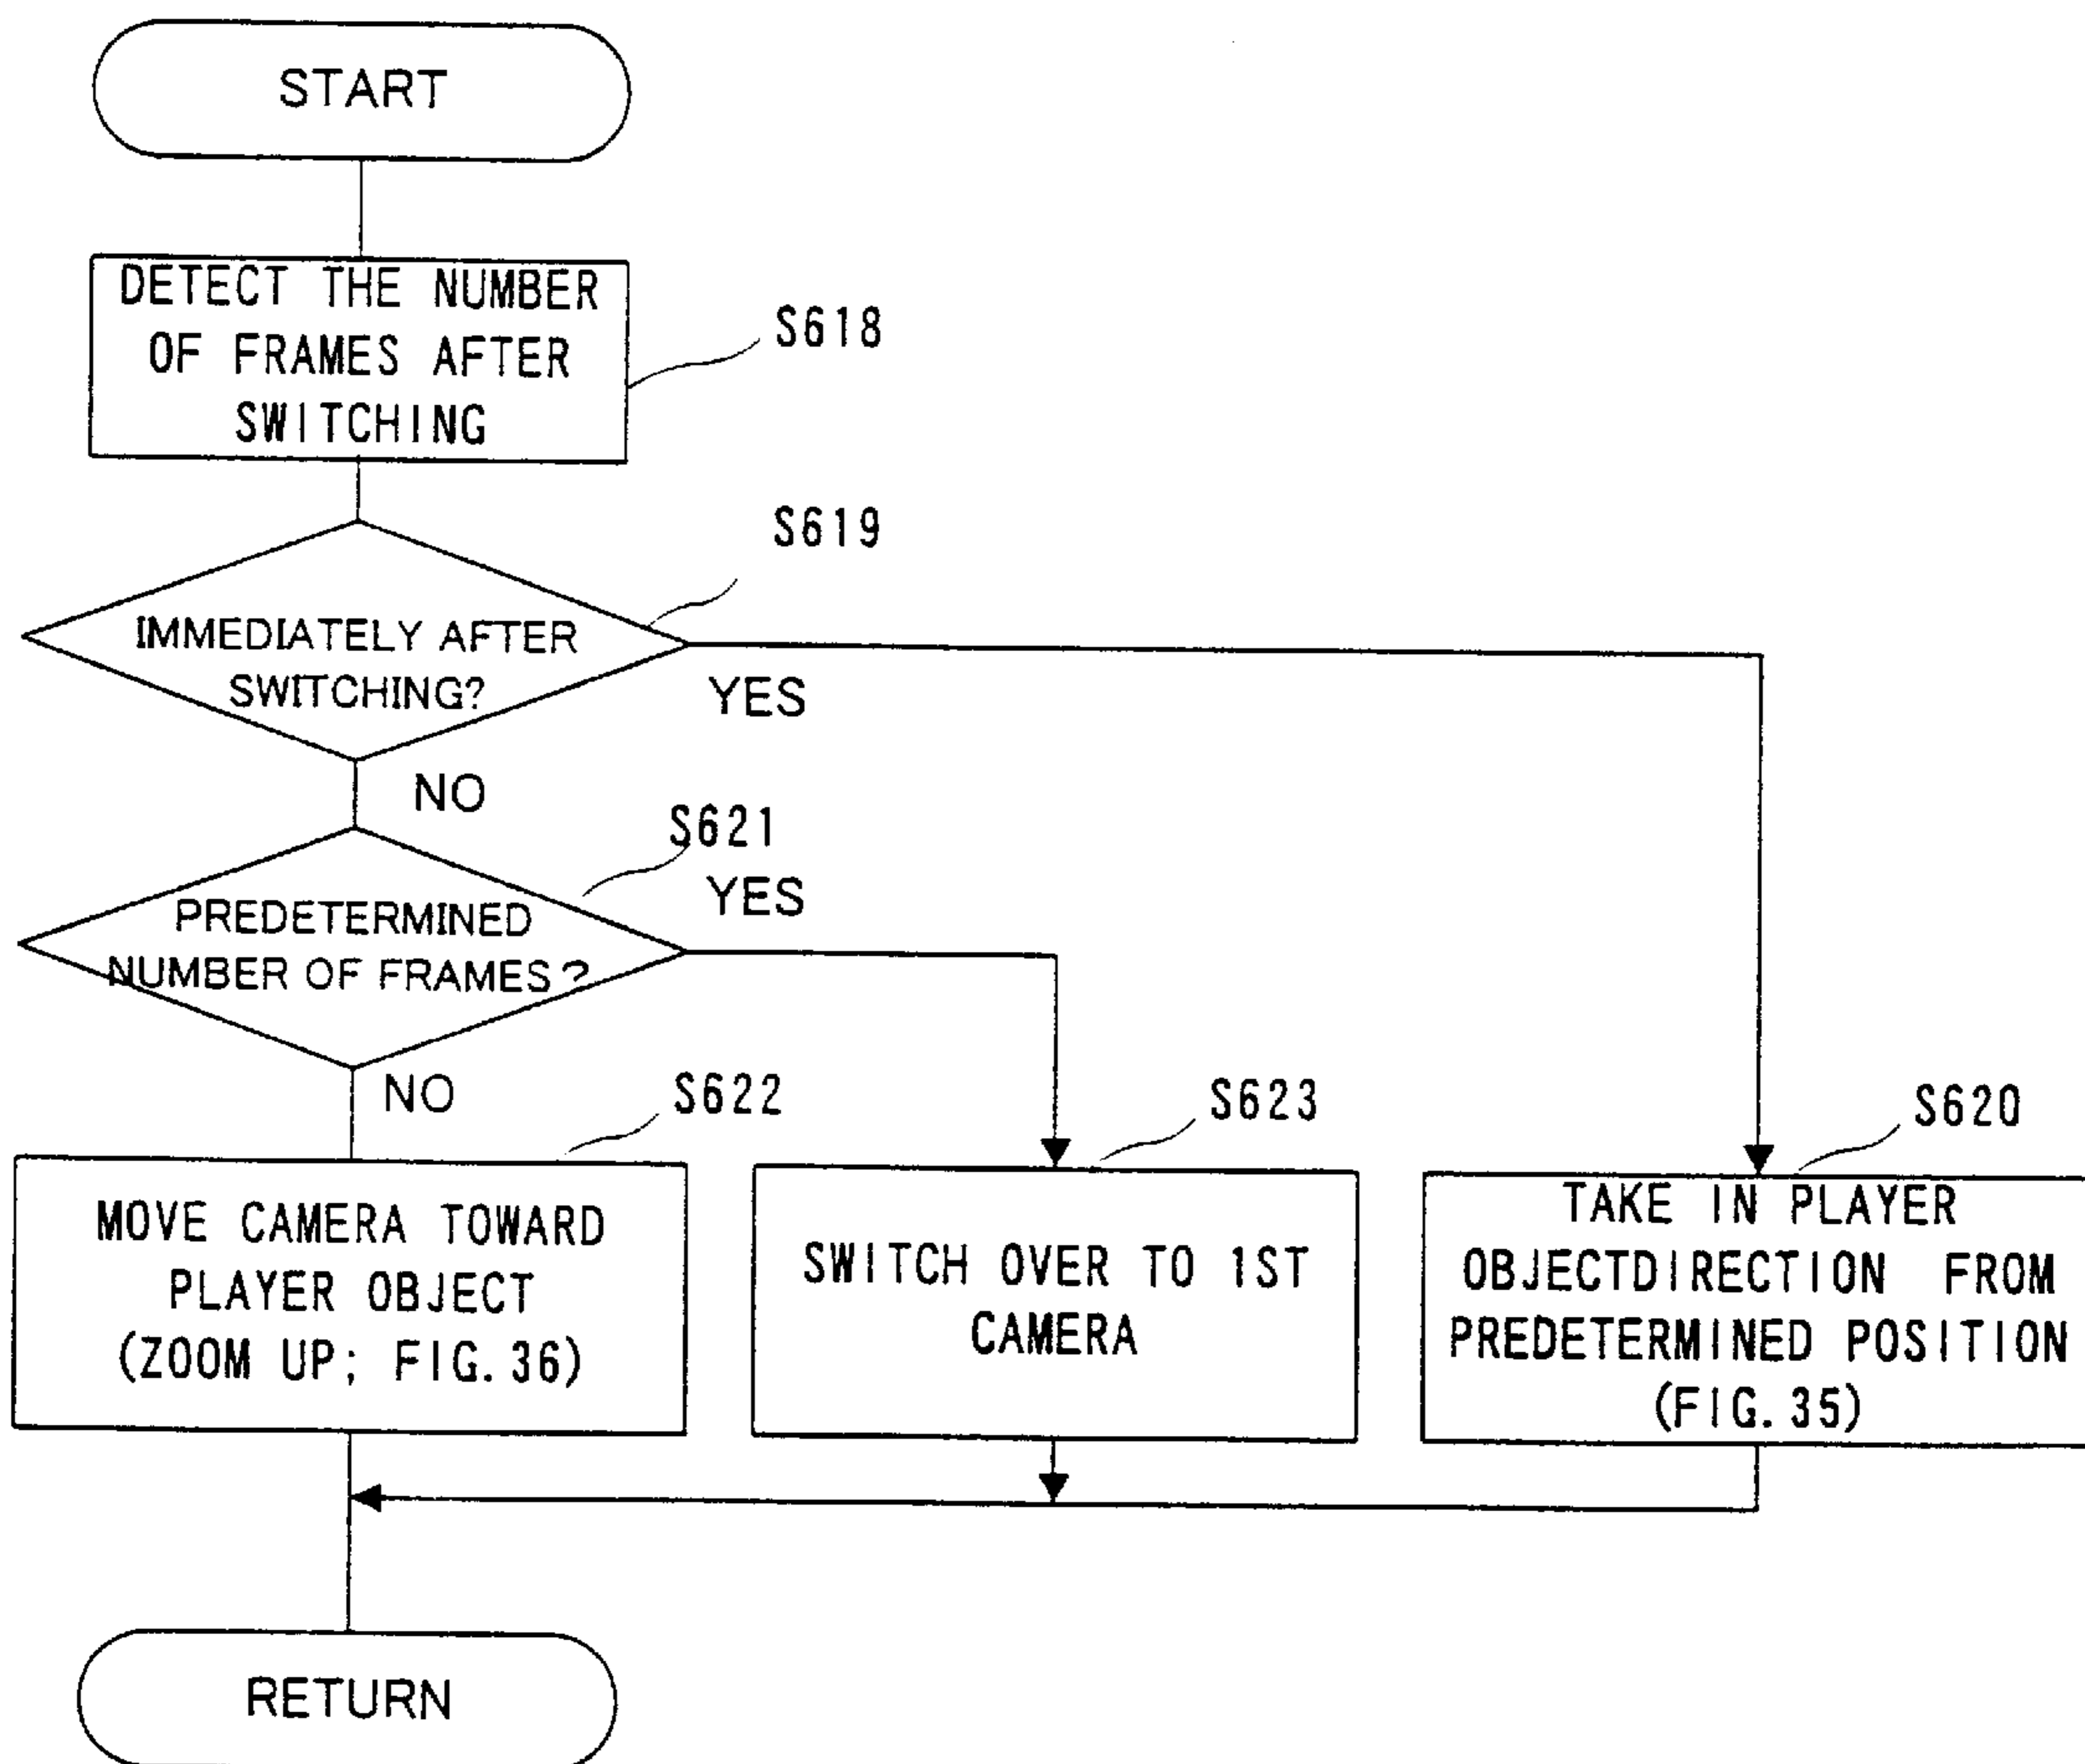 START
DETECT THE NUMBER
OF FRAMES AFTER
SWITCHING
S618
S619
IMMEDIATELY AFTER
SWITCHING?
YES
NO
S621
YES
PREDETERMINED
NUMBER OF FRAMES?
NO
S622
S623
S620
MOVE CAMERA TOWARD
PLAYER OBJECT
(ZOOM UP; FIG.36)
SWITCH OVER TO 1ST
CAMERA
TAKE IN PLAYER
OBJECTDIRECTION FROM
PREDETERMINED POSITION
(FIG.35)
RETURN